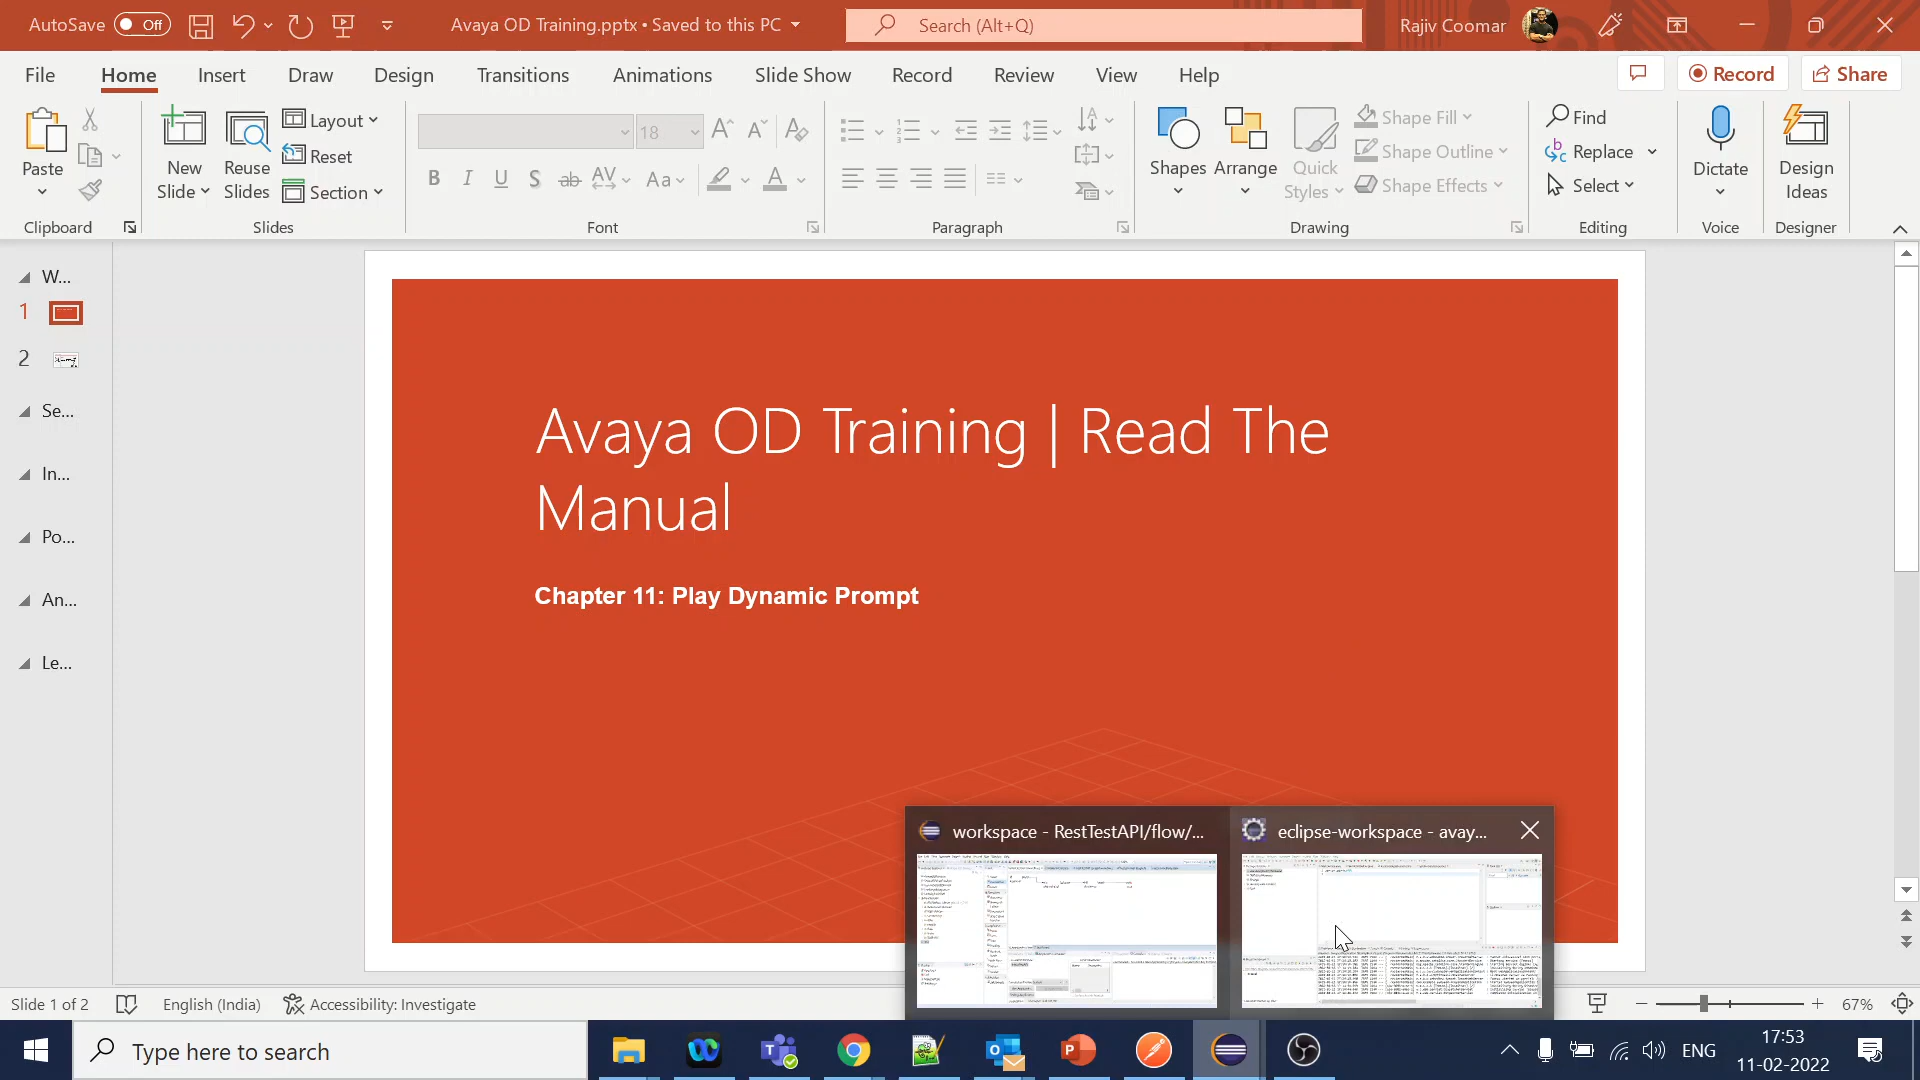 AutoSave Off Avaya OD Training.pptx • Saved to this PC Search (Alt+Q) Rajiv Coomar
File Home Insert Draw Design Transitions Animations Slide Show Record Review View Help Record Share
Paste
New Slide
Reuse Slides
Layout
Reset
Section
18
B I U S ab AV Aa A
Shapes
Arrange
Quick Styles
Shape Fill
Shape Outline
Shape Effects
Find
Replace
Select
Dictate
Design Ideas
Clipboard Slides Font Paragraph Drawing Editing Voice Designer
W...
1
2
Se...
In...
Po...
An...
Le...
Avaya OD Training | Read The
Manual
Chapter 11: Play Dynamic Prompt
workspace - RestTestAPI/flow/... eclipse-workspace - avay...
Slide 1 of 2 English (India) Accessibility: Investigate 67%
Type here to search ENG 17:53
11-02-2022